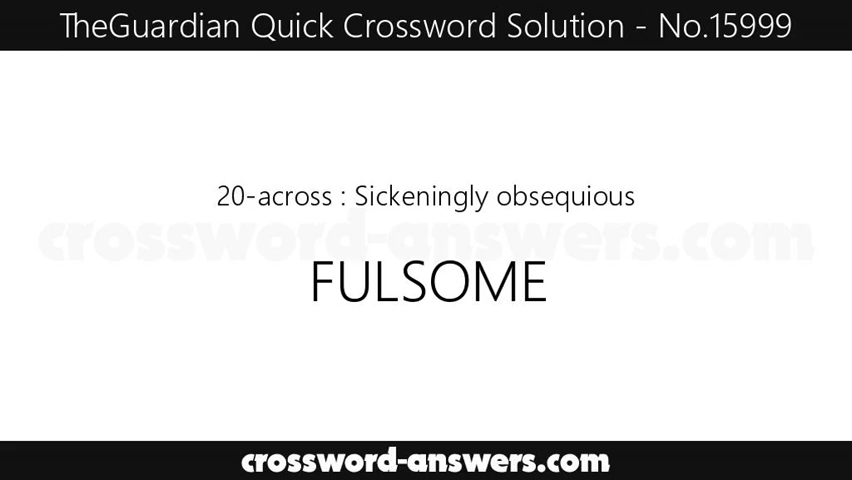 TheGuardian Quick Crossword Solution - No.15999
20-across : Sickeningly obsequious
crossword-answers.com
FULSOME
crossword-answers.com